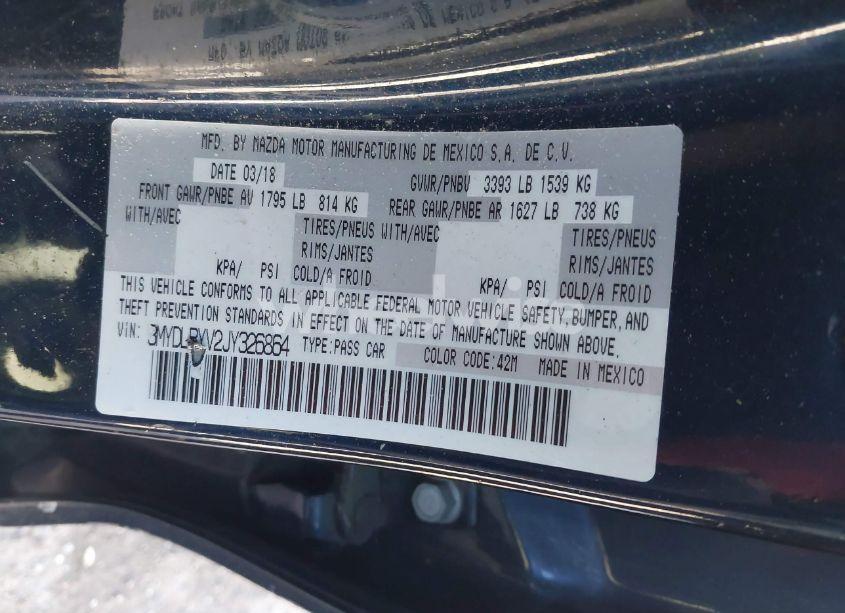 MFD. BY MAZDA MOTOR MANUFACTURING DE MEXICO S.A. DE C.V.
DATE 03/18 GVWR/PNBV 3393 LB 1539 KG
FRONT GAWR/PNBE AV 1795 LB 814 KG REAR GAWR/PNBE AR 1627 LB 738 KG
WITH/AVEC TIRES/PNEUS WITH/AVEC TIRES/PNEUS
RIMS/JANTES RIMS/JANTES
KPA/ PSI COLD/A FROID KPA/ PSI COLD/A FROID
THIS VEHICLE CONFORMS TO ALL APPLICABLE FEDERAL MOTOR VEHICLE SAFETY, BUMPER, AND
THEFT PREVENTION STANDARDS IN EFFECT ON THE DATE OF MANUFACTURE SHOWN ABOVE.
VIN: TYPE:PASS CAR COLOR CODE:42M MADE IN MEXICO